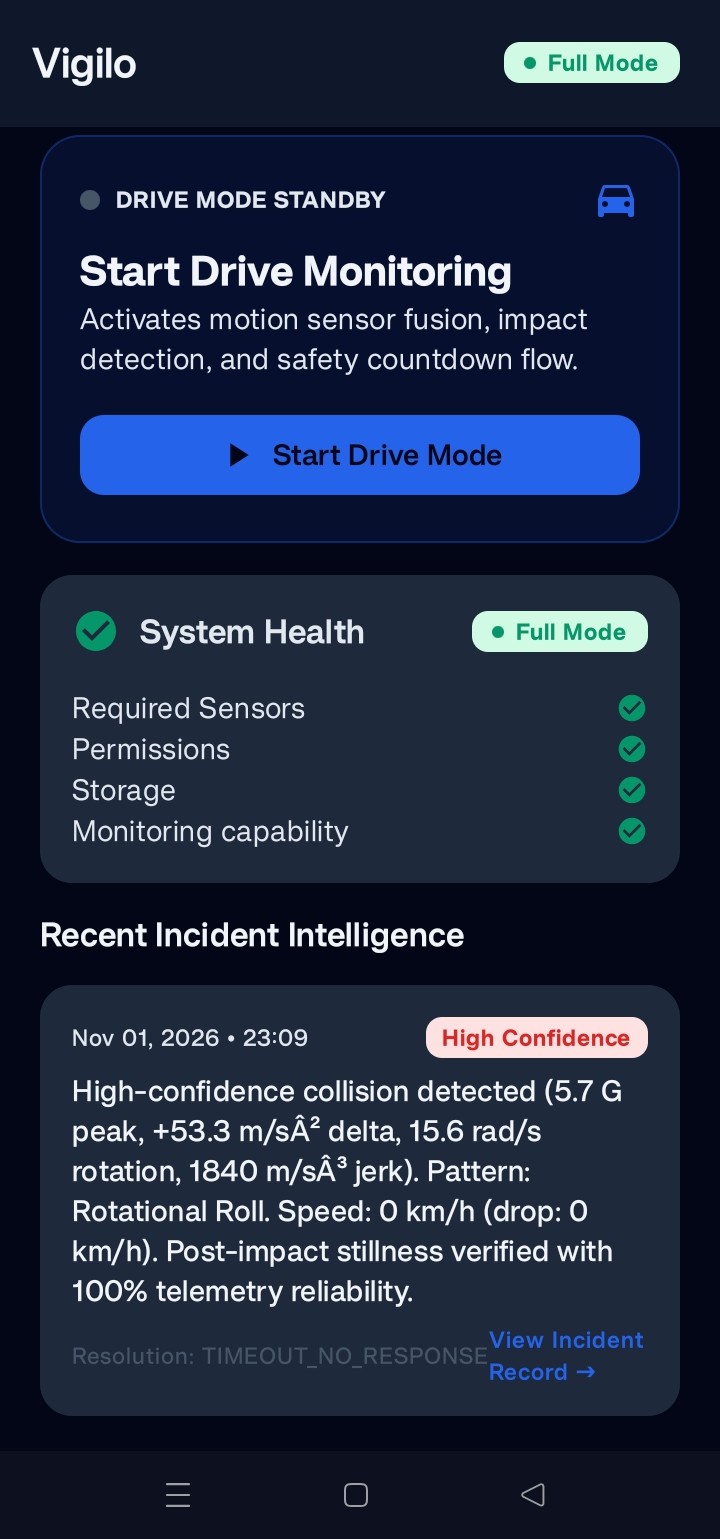 Vigilo
Full Mode
DRIVE MODE STANDBY
Start Drive Monitoring
Activates motion sensor fusion, impact
detection, and safety countdown flow.
Start Drive Mode
System Health
Full Mode
Required Sensors
Permissions
Storage
Monitoring capability
Recent Incident Intelligence
Nov 01, 2026 • 23:09
High Confidence
High-confidence collision detected (5.7 G
peak, +53.3 m/sÂ² delta, 15.6 rad/s
rotation, 1840 m/sÂ³ jerk). Pattern:
Rotational Roll. Speed: 0 km/h (drop: 0
km/h). Post-impact stillness verified with
100% telemetry reliability.
Resolution: TIMEOUT_NO_RESPONSE
View Incident
Record →